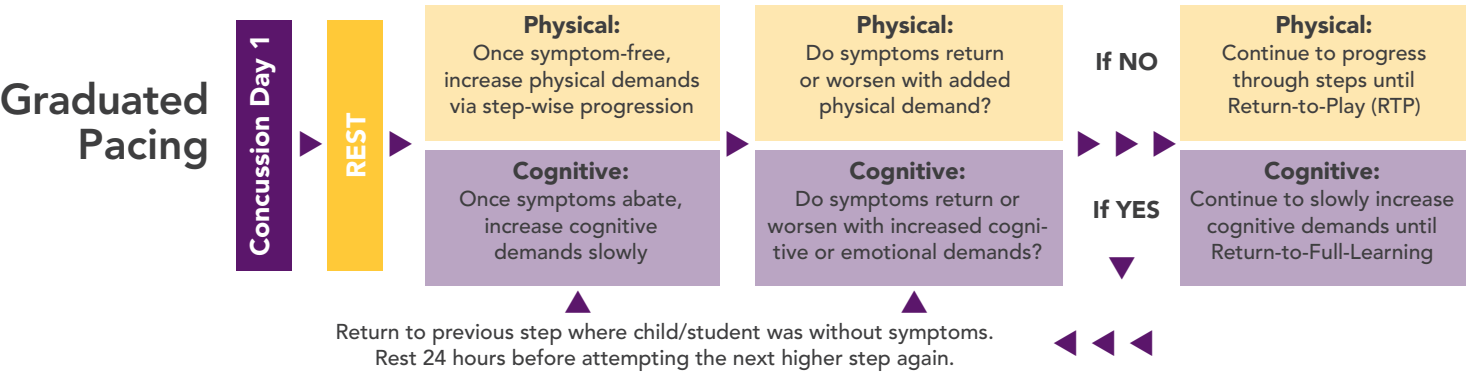 Graduated
Pacing
Concussion Day 1
REST
Physical:
Once symptom-free,
increase physical demands
via step-wise progression
Cognitive:
Once symptoms abate,
increase cognitive
demands slowly
Physical:
Do symptoms return
or worsen with added
physical demand?
Cognitive:
Do symptoms return or
worsen with increased cogni-
tive or emotional demands?
If NO
If YES
Physical:
Continue to progress
through steps until
Return-to-Play (RTP)
Cognitive:
Continue to slowly increase
cognitive demands until
Return-to-Full-Learning
Return to previous step where child/student was without symptoms.
Rest 24 hours before attempting the next higher step again.